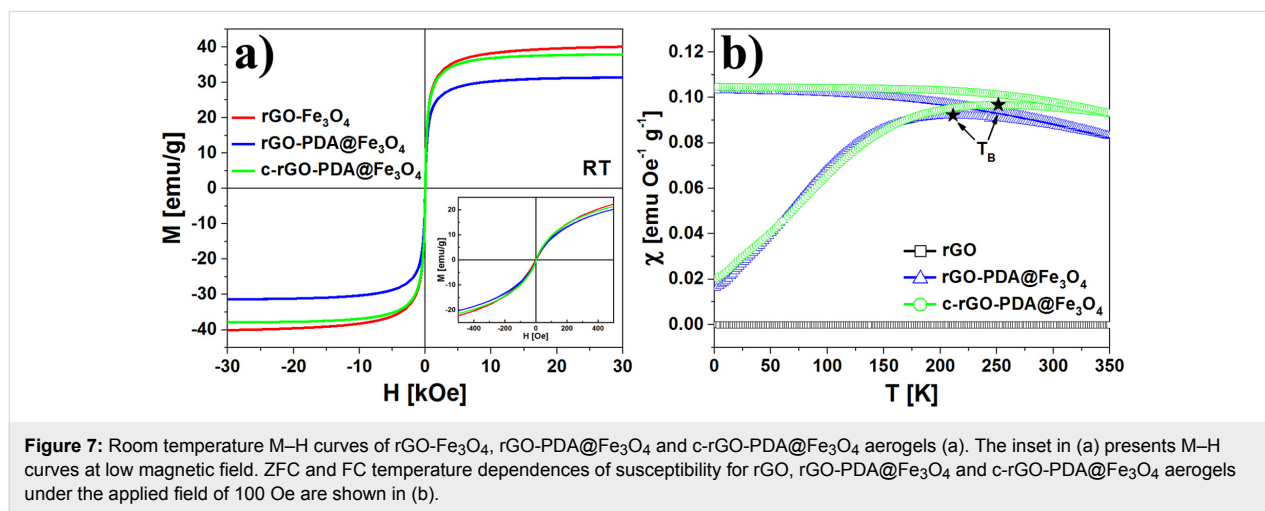 a)
40
30
20
10
0
-10
-20
-30
-40
M [emu/g]
rGO-Fe₃O₄
rGO-PDA@Fe₃O₄
c-rGO-PDA@Fe₃O₄
RT
20
10
0
-10
-20
M [emu/g]
-400 -200 0 200 400
H [Oe]
-30 -20 -10 0 10 20 30
H [kOe]
b)
0.12
0.10
0.08
0.06
0.04
0.02
0.00
χ [emu Oe⁻¹ g⁻¹]
T_B
rGO
rGO-PDA@Fe₃O₄
c-rGO-PDA@Fe₃O₄
0 50 100 150 200 250 300 350
T [K]
Figure 7: Room temperature M–H curves of rGO-Fe₃O₄, rGO-PDA@Fe₃O₄ and c-rGO-PDA@Fe₃O₄ aerogels (a). The inset in (a) presents M–H
curves at low magnetic field. ZFC and FC temperature dependences of susceptibility for rGO, rGO-PDA@Fe₃O₄ and c-rGO-PDA@Fe₃O₄ aerogels
under the applied field of 100 Oe are shown in (b).